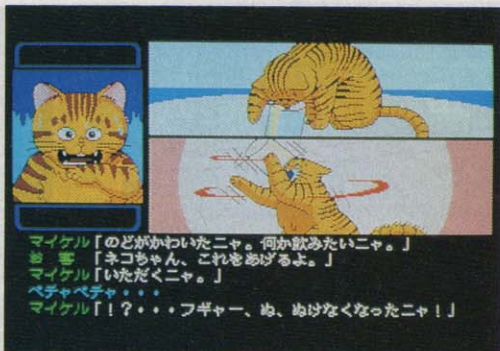 マイケル「のどがかわいたニャ。何か飲みたいニャ。」
お 客「ネコちゃん、これをあげるよ。」
マイケル「いただくニャ。」
ペチャペチャ・・・
マイケル「！？・・・フギャー、ぬ、ぬけなくなったニャ！」